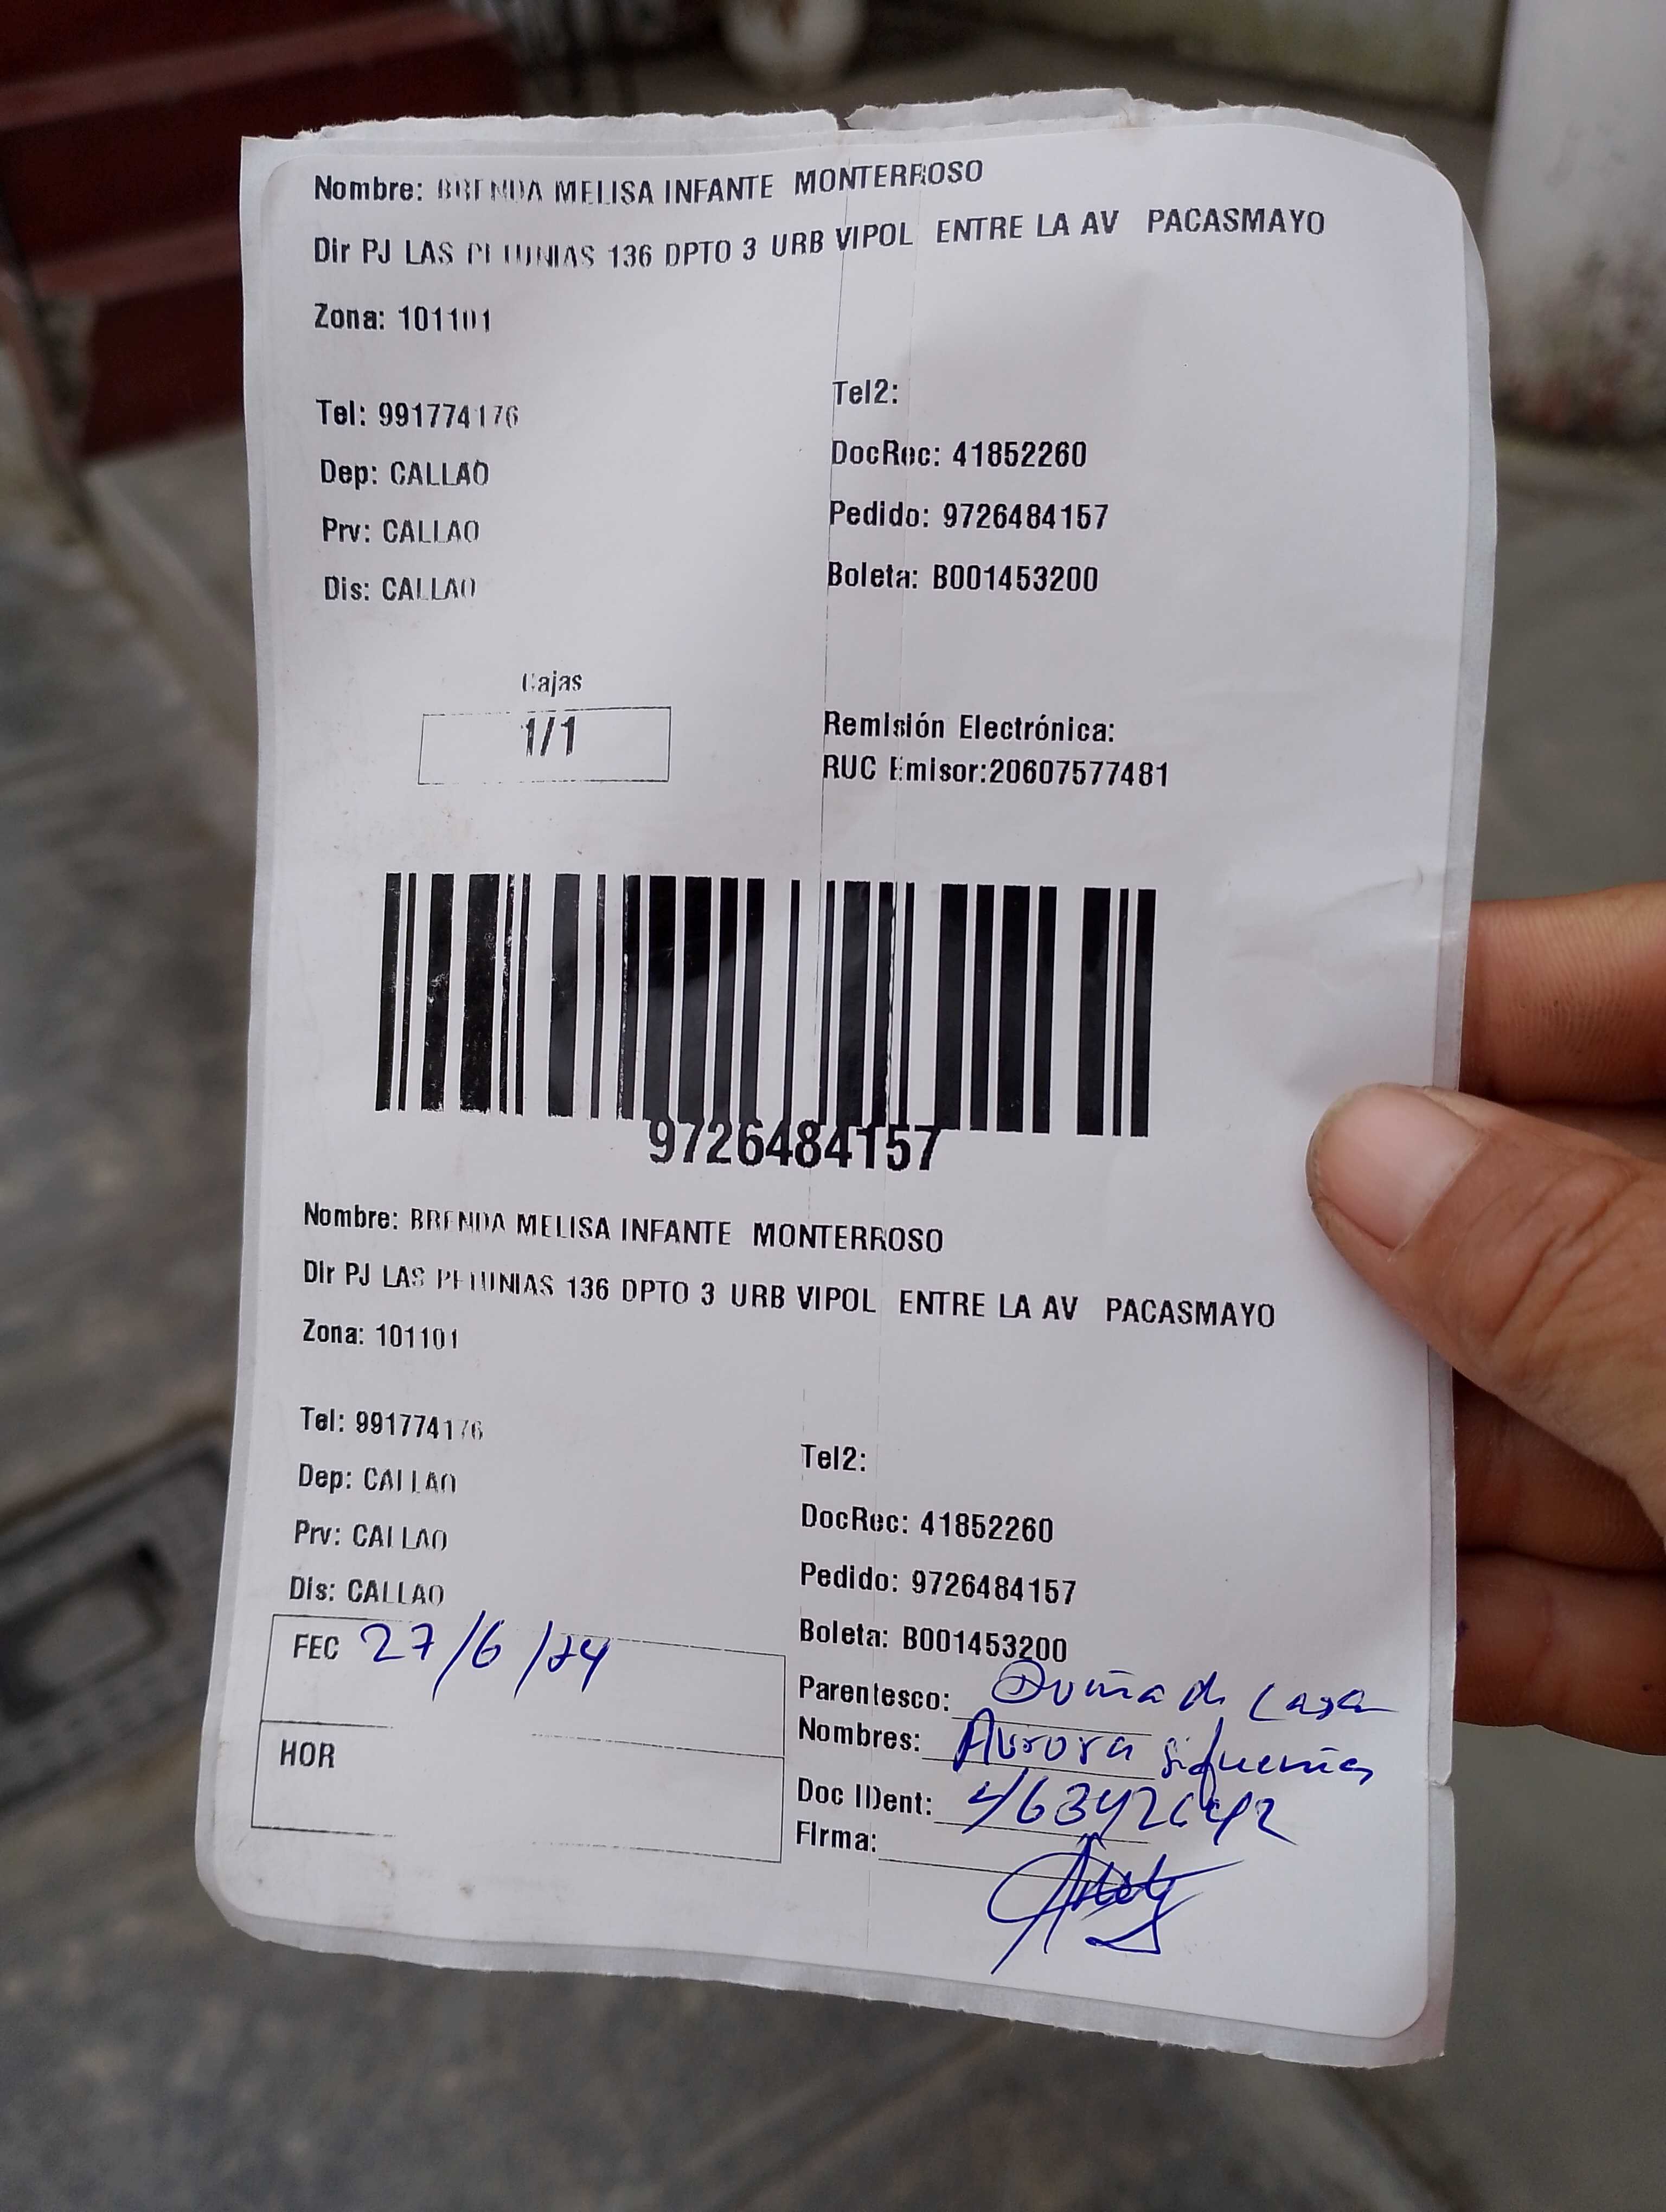 Nombre: BRENDA MELISA INFANTE MONTERROSO
Dir PJ LAS PETUNIAS 136 DPTO 3 URB VIPOL ENTRE LA AV PACASMAYO
Zona: 101101
Tel: 991774176
Tel2:
Dep: CALLAO
DocRec: 41852260
Prv: CALLAO
Pedido: 9726484157
Dis: CALLAO
Boleta: B001453200
Cajas
1/1
Remisión Electrónica:
RUC Emisor:20607577481
9726484157
Nombre: BRENDA MELISA INFANTE MONTERROSO
Dir PJ LAS PETUNIAS 136 DPTO 3 URB VIPOL ENTRE LA AV PACASMAYO
Zona: 101101
Tel: 991774176
Tel2:
Dep: CALLAO
DocRec: 41852260
Prv: CALLAO
Pedido: 9726484157
Dis: CALLAO
Boleta: B001453200
FEC 27/6/24
Parentesco: Dueña de Casa
Nombres: Aurora
HOR
Doc IDent:
Firma: